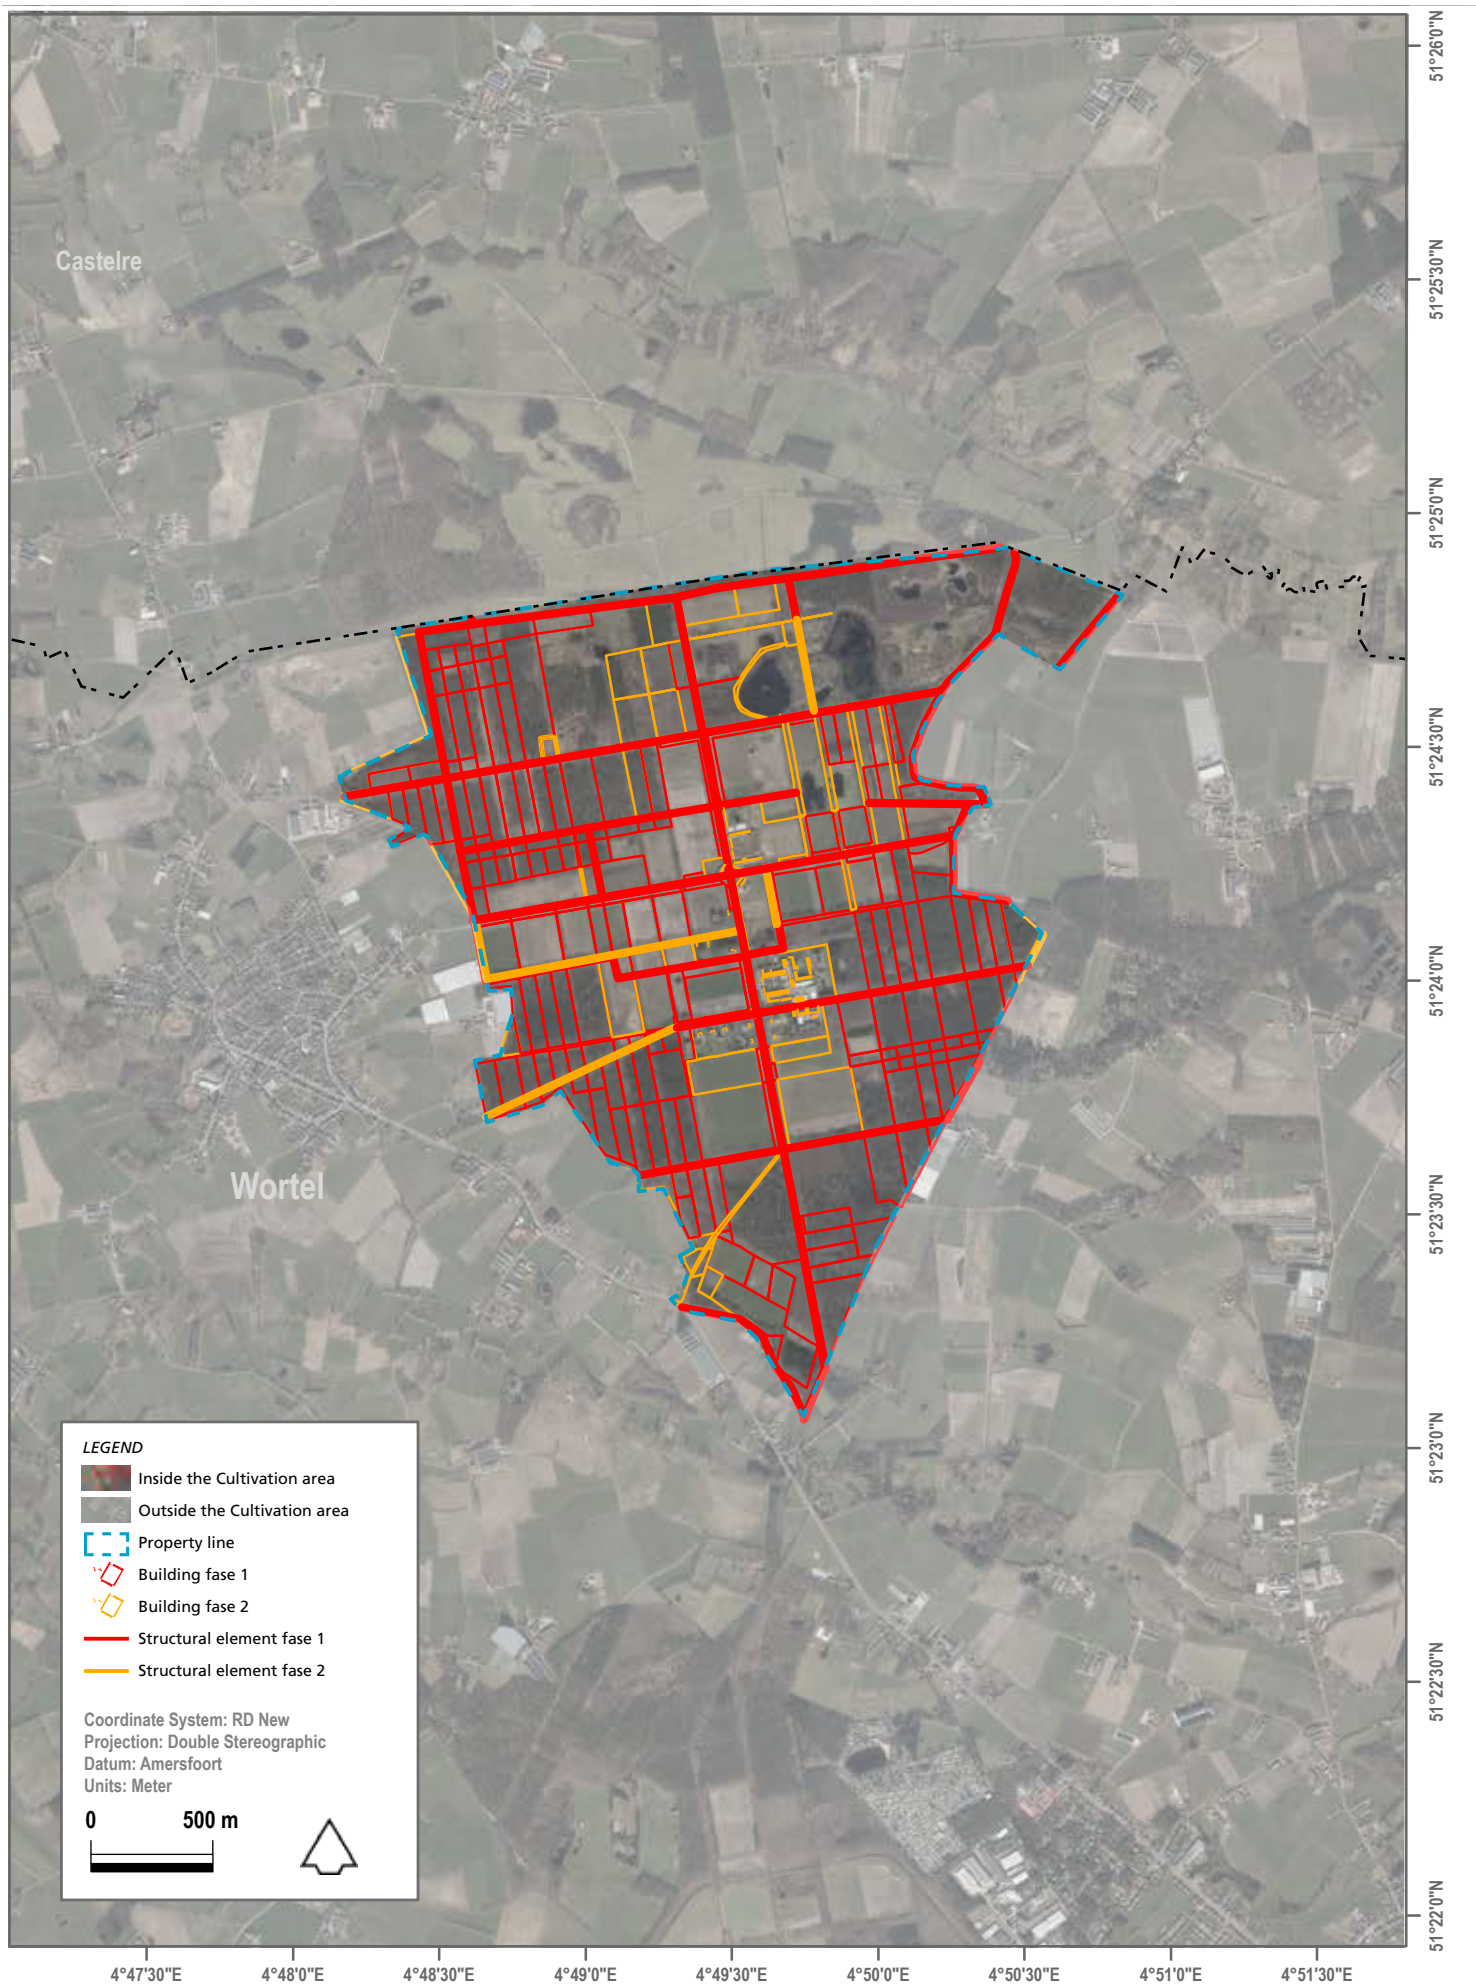 51°26'0"N
Castelre
51°25'30"N
51°25'0"N
51°24'30"N
51°24'0"N
Wortel
51°23'30"N
51°23'0"N
51°22'30"N
51°22'0"N
LEGEND
Inside the Cultivation area
Outside the Cultivation area
Property line
Building fase 1
Building fase 2
Structural element fase 1
Structural element fase 2
Coordinate System: RD New
Projection: Double Stereographic
Datum: Amersfoort
Units: Meter
0 500 m
4°47'30"E 4°48'0"E 4°48'30"E 4°49'0"E 4°49'30"E 4°50'0"E 4°50'30"E 4°51'0"E 4°51'30"E